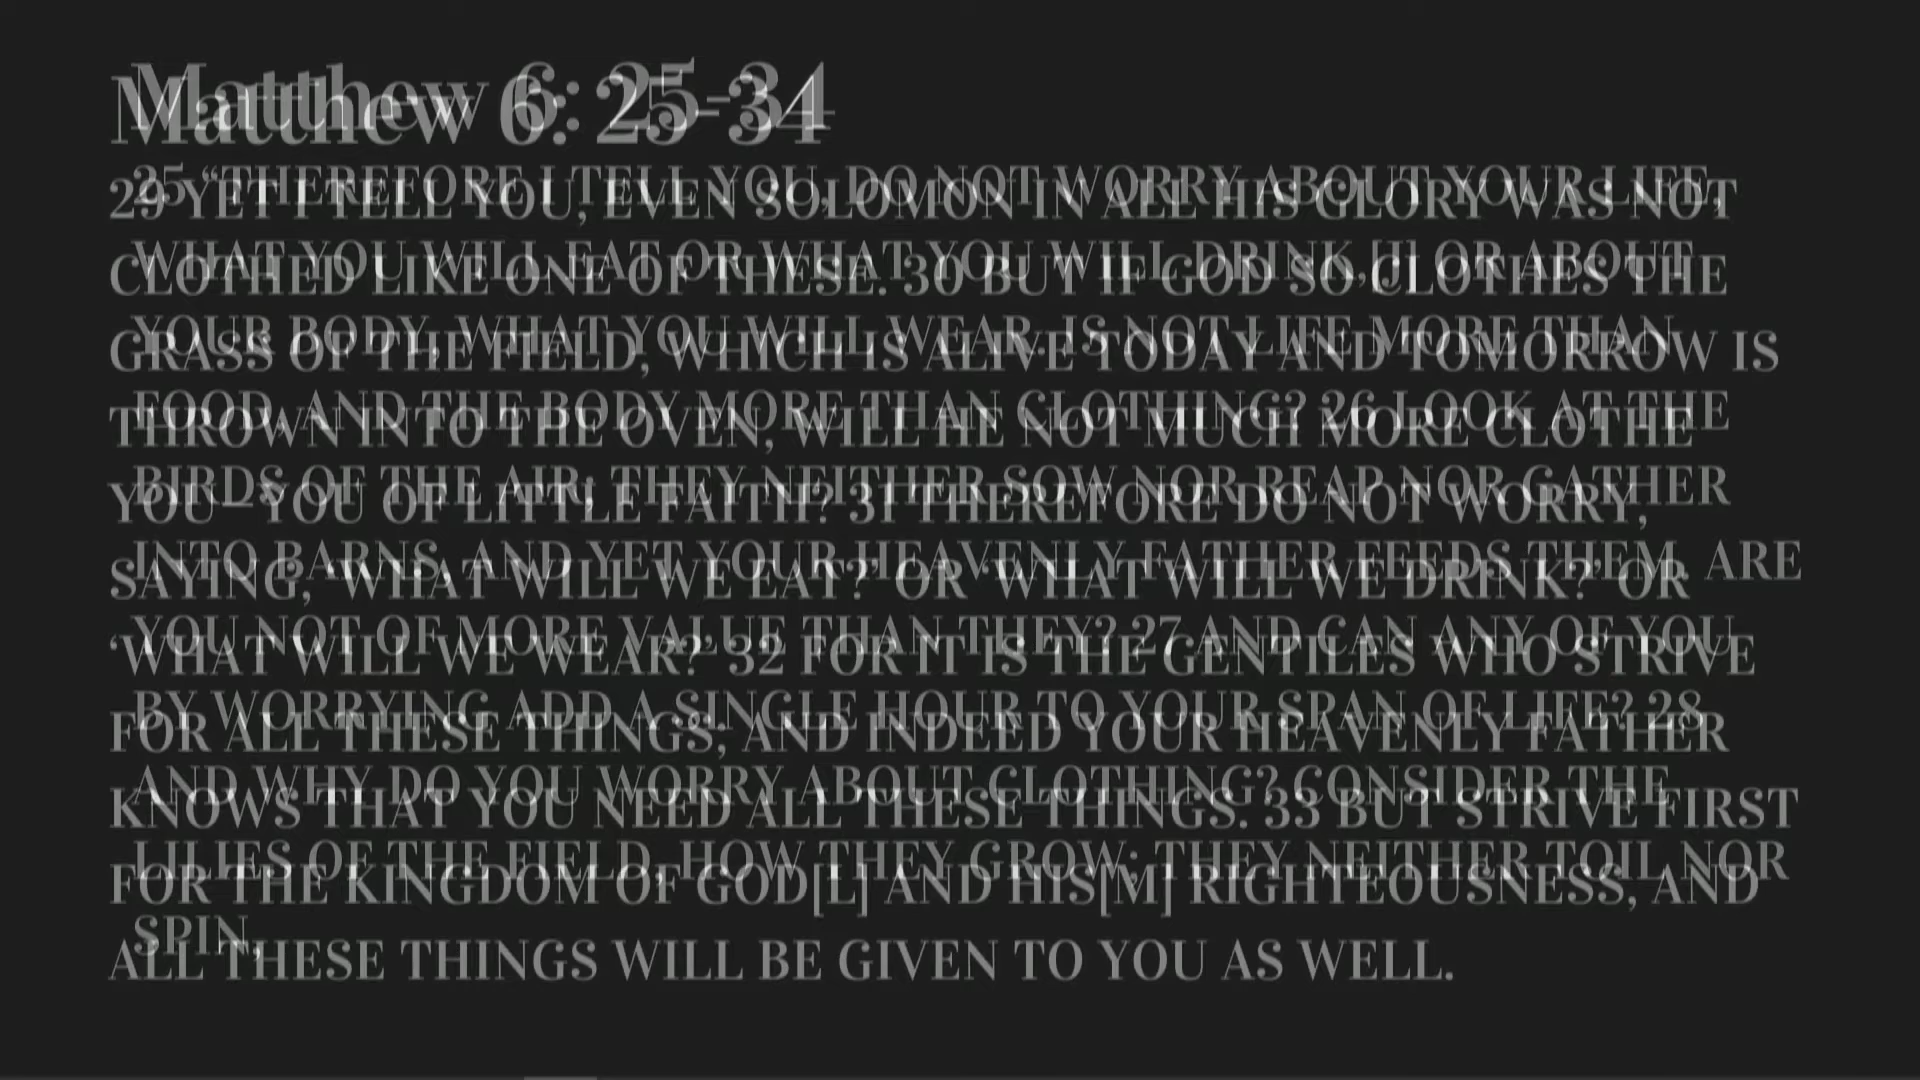 Matthew 6: 25-34
25 “THEREFORE I TELL YOU, DO NOT WORRY ABOUT YOUR LIFE,
WHAT YOU WILL EAT OR WHAT YOU WILL DRINK,[J] OR ABOUT
YOUR BODY, WHAT YOU WILL WEAR. IS NOT LIFE MORE THAN
FOOD, AND THE BODY MORE THAN CLOTHING? 26 LOOK AT THE
BIRDS OF THE AIR; THEY NEITHER SOW NOR REAP NOR GATHER
INTO BARNS, AND YET YOUR HEAVENLY FATHER FEEDS THEM. ARE
YOU NOT OF MORE VALUE THAN THEY? 27 AND CAN ANY OF YOU
BY WORRYING ADD A SINGLE HOUR TO YOUR SPAN OF LIFE? 28
AND WHY DO YOU WORRY ABOUT CLOTHING? CONSIDER THE
LILIES OF THE FIELD, HOW THEY GROW; THEY NEITHER TOIL NOR
SPIN,
Matthew 6: 25-34
29 YET I TELL YOU, EVEN SOLOMON IN ALL HIS GLORY WAS NOT
CLOTHED LIKE ONE OF THESE. 30 BUT IF GOD SO CLOTHES THE
GRASS OF THE FIELD, WHICH IS ALIVE TODAY AND TOMORROW IS
THROWN INTO THE OVEN, WILL HE NOT MUCH MORE CLOTHE
YOU—YOU OF LITTLE FAITH? 31 THEREFORE DO NOT WORRY,
SAYING, ‘WHAT WILL WE EAT?’ OR ‘WHAT WILL WE DRINK?’ OR
‘WHAT WILL WE WEAR?’ 32 FOR IT IS THE GENTILES WHO STRIVE
FOR ALL THESE THINGS; AND INDEED YOUR HEAVENLY FATHER
KNOWS THAT YOU NEED ALL THESE THINGS. 33 BUT STRIVE FIRST
FOR THE KINGDOM OF GOD[L] AND HIS[M] RIGHTEOUSNESS, AND
ALL THESE THINGS WILL BE GIVEN TO YOU AS WELL.